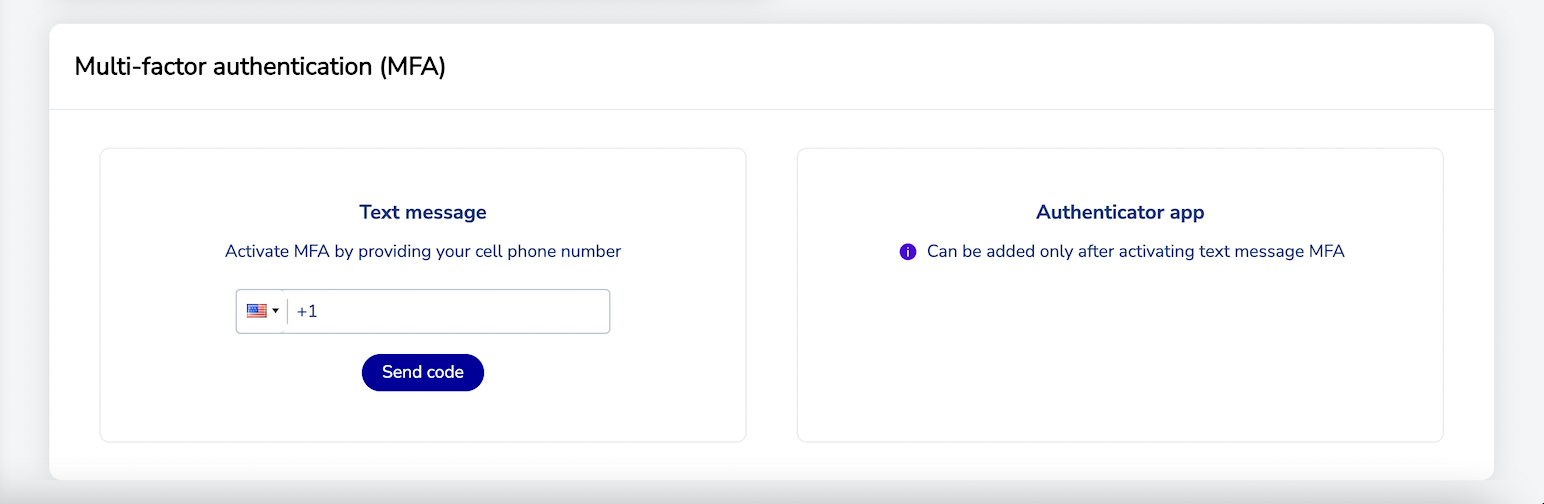 Multi-factor authentication (MFA)
Text message
Activate MFA by providing your cell phone number
+1
Send code
Authenticator app
i Can be added only after activating text message MFA